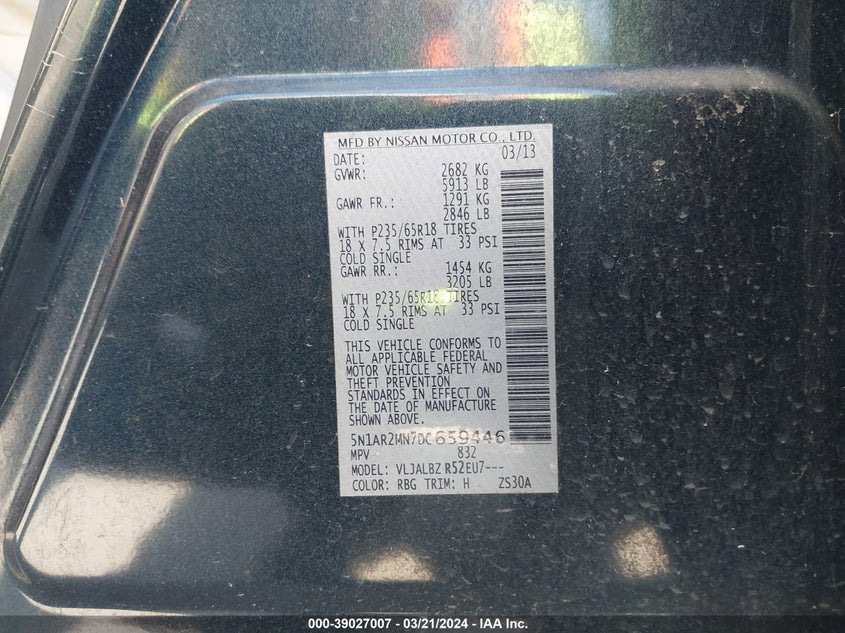 MFD BY NISSAN MOTOR CO., LTD.
DATE: 03/13
GVWR: 2682 KG
5913 LB
GAWR FR.: 1291 KG
2846 LB
WITH P235/65R18 TIRES
18 X 7.5 RIMS AT 33 PSI
COLD SINGLE
GAWR RR.: 1454 KG
3205 LB
WITH P235/65R18 TIRES
18 X 7.5 RIMS AT 33 PSI
COLD SINGLE
THIS VEHICLE CONFORMS TO
ALL APPLICABLE FEDERAL
MOTOR VEHICLE SAFETY AND
THEFT PREVENTION
STANDARDS IN EFFECT ON
THE DATE OF MANUFACTURE
SHOWN ABOVE.
5N1AR2MN7DC659446
MPV 832
MODEL: VLJALBZ R52EU7---
COLOR: RBG TRIM: H ZS30A
000-39027007 - 03/21/2024 - IAA Inc.